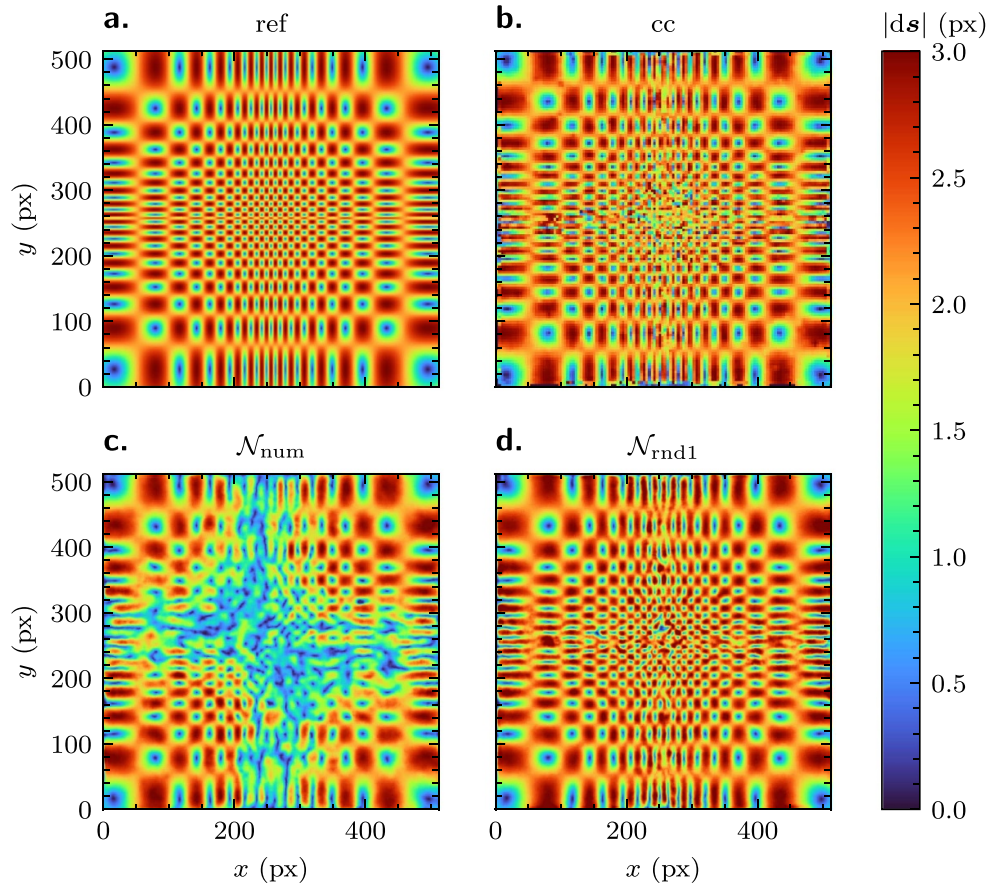 a. ref b. cc |ds| (px)
500 3.0
400 2.5
y (px) 300
200 2.0
100
0
1.5
c. 𝒩num d. 𝒩rnd1
500
400 1.0
y (px) 300
200 0.5
100
0 0.0
0 200 400 0 200 400
x (px) x (px)